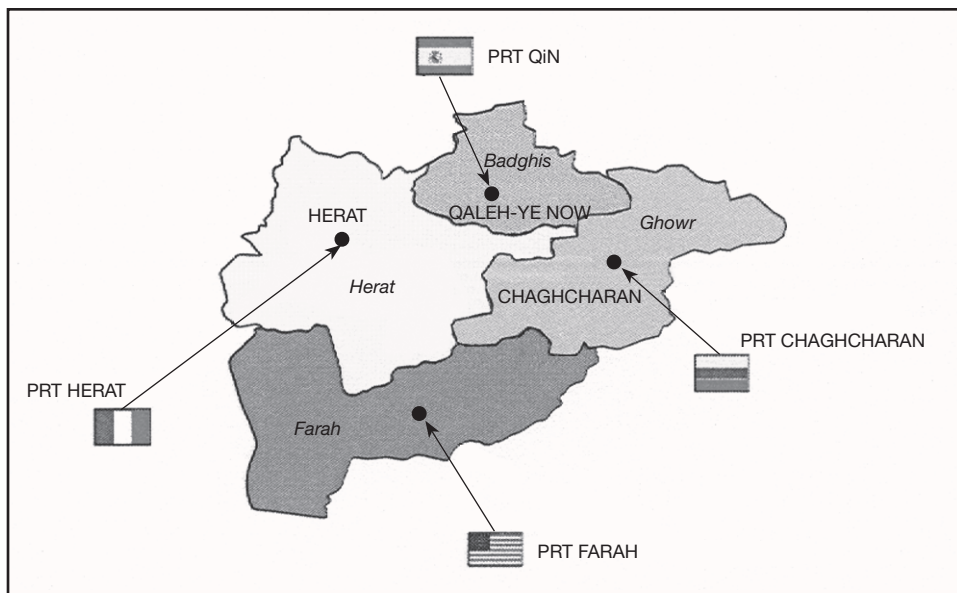 PRT QiN
Badghis
QALEH-YE NOW
Ghowr
HERAT
Herat
CHAGHCHARAN
PRT CHAGHCHARAN
PRT HERAT
Farah
PRT FARAH